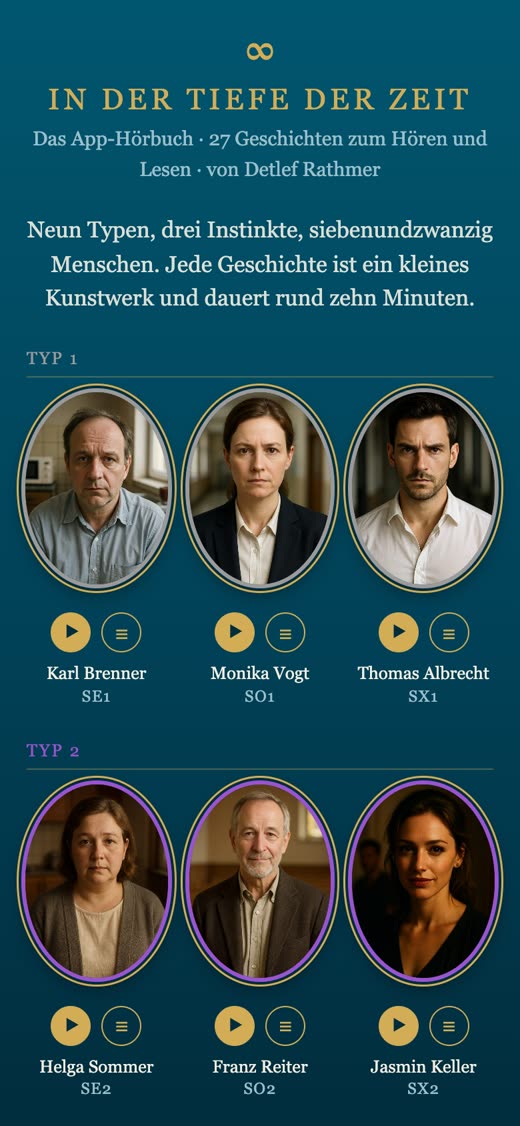 ∞
IN DER TIEFE DER ZEIT
Das App-Hörbuch · 27 Geschichten zum Hören und
Lesen · von Detlef Rathmer
Neun Typen, drei Instinkte, siebenundzwanzig
Menschen. Jede Geschichte ist ein kleines
Kunstwerk und dauert rund zehn Minuten.
TYP 1
Karl Brenner Monika Vogt Thomas Albrecht
SE1 SO1 SX1
TYP 2
Helga Sommer Franz Reiter Jasmin Keller
SE2 SO2 SX2